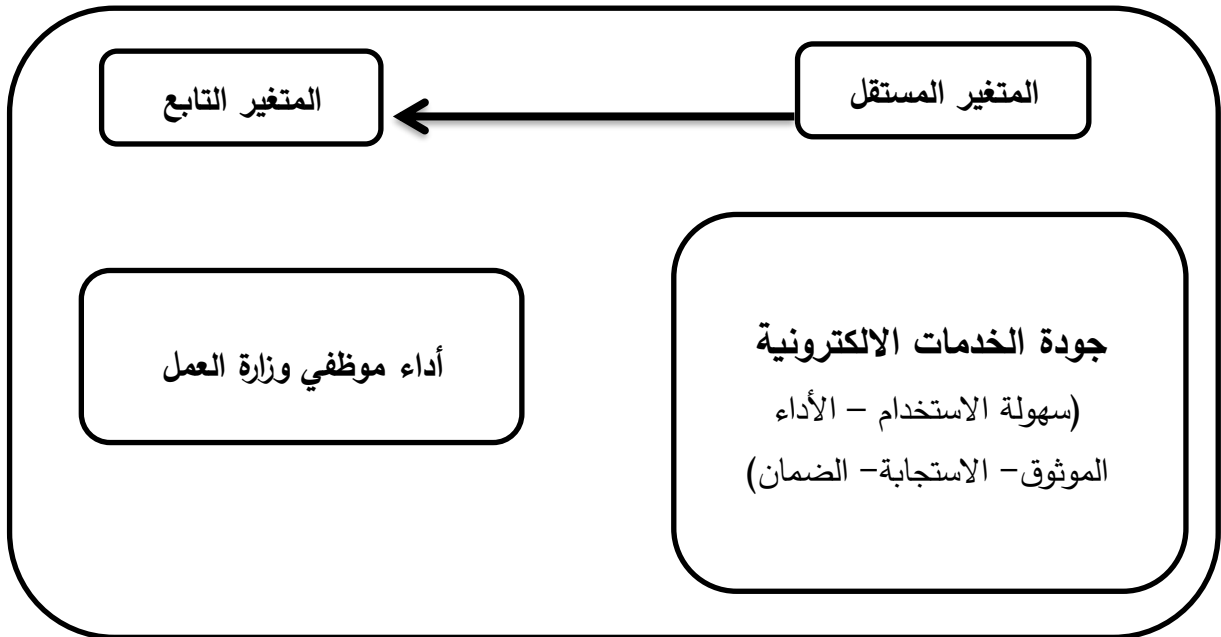 المتغير المستقل
المتغير التابع
جودة الخدمات الالكترونية
(سهولة الاستخدام – الأداء
الموثوق– الاستجابة– الضمان)
أداء موظفي وزارة العمل